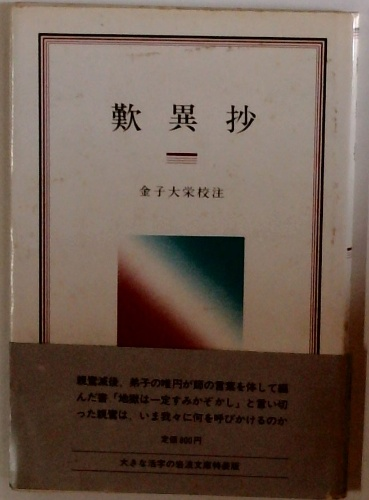 歎異抄
金子大栄校注
親鸞滅後、弟子の唯円が師の言葉を体して編
んだ書「地獄は一定すみかぞかし」と言い切
った親鸞は、いま我々に何を呼びかけるのか
定価800円
大きな活字の岩波文庫特装版